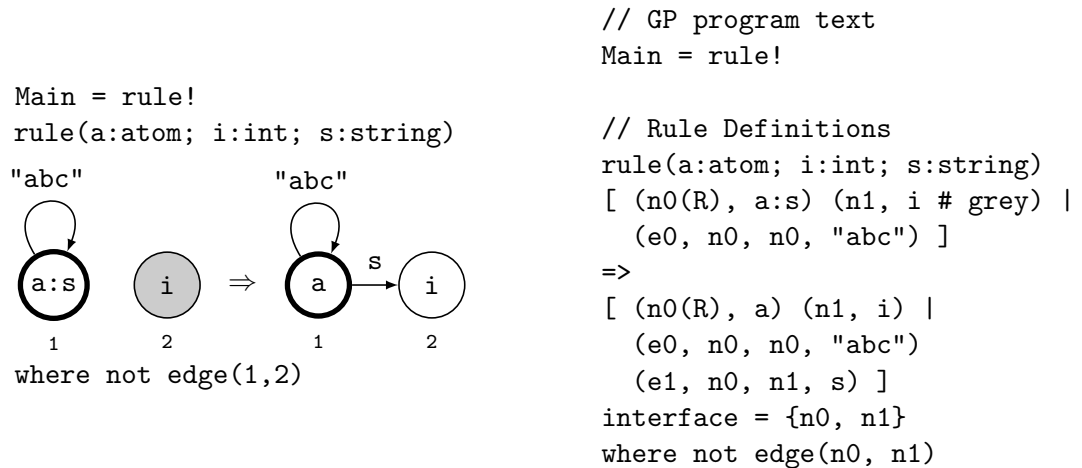 Main = rule!
rule(a:atom; i:int; s:string)
"abc" "abc"
s
a:s i ⇒ a i
1 2 1 2
where not edge(1,2)
// GP program text
Main = rule!
// Rule Definitions
rule(a:atom; i:int; s:string)
[ (n0(R), a:s) (n1, i # grey) |
(e0, n0, n0, "abc") ]
=>
[ (n0(R), a) (n1, i) |
(e0, n0, n0, "abc")
(e1, n0, n1, s) ]
interface = {n0, n1}
where not edge(n0, n1)